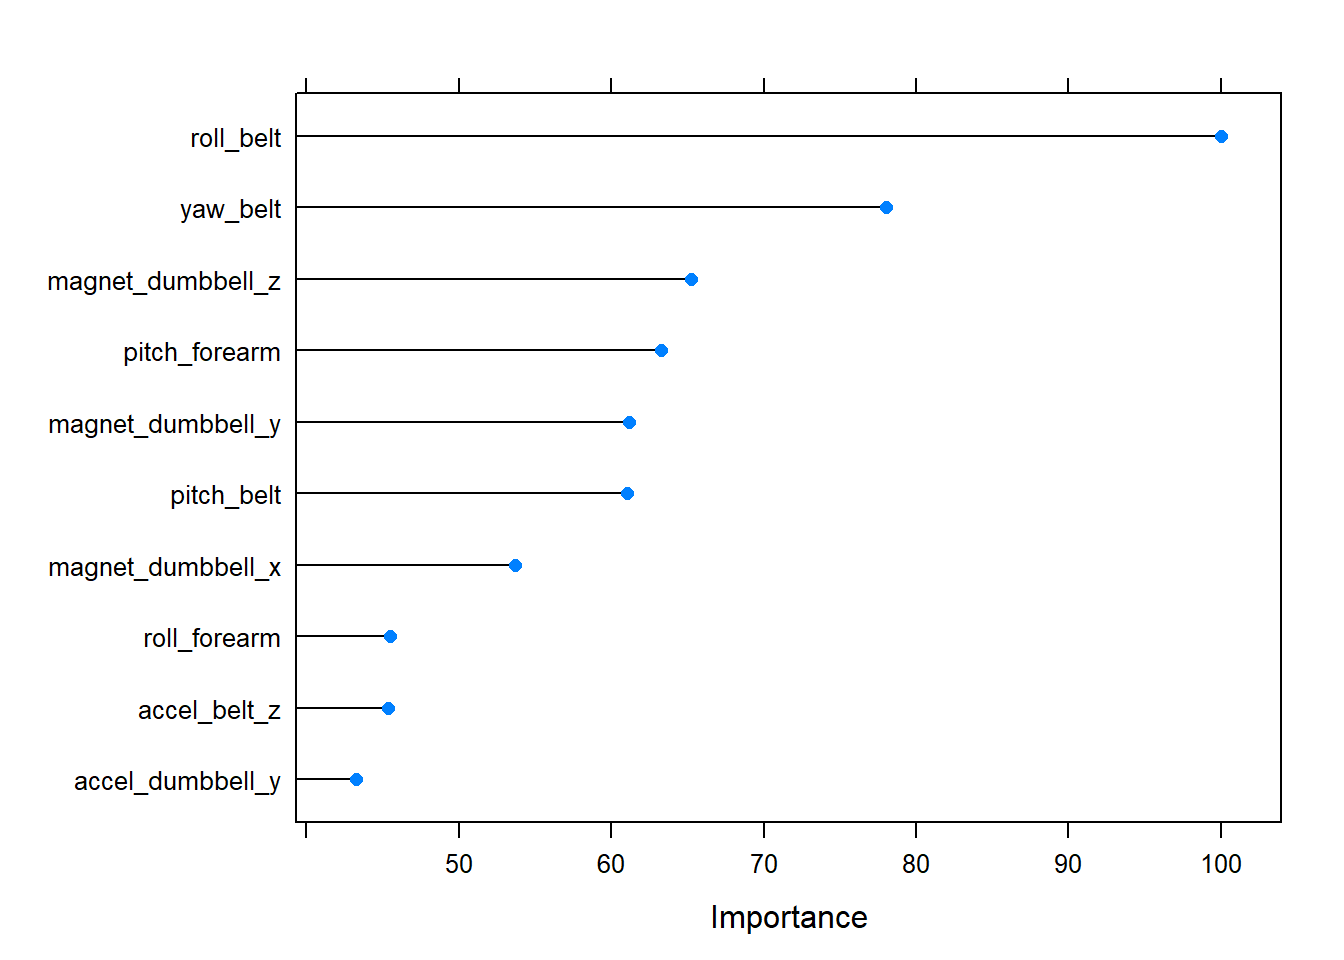 roll_belt
yaw_belt
magnet_dumbbell_z
pitch_forearm
magnet_dumbbell_y
pitch_belt
magnet_dumbbell_x
roll_forearm
accel_belt_z
accel_dumbbell_y
50 60 70 80 90 100
Importance